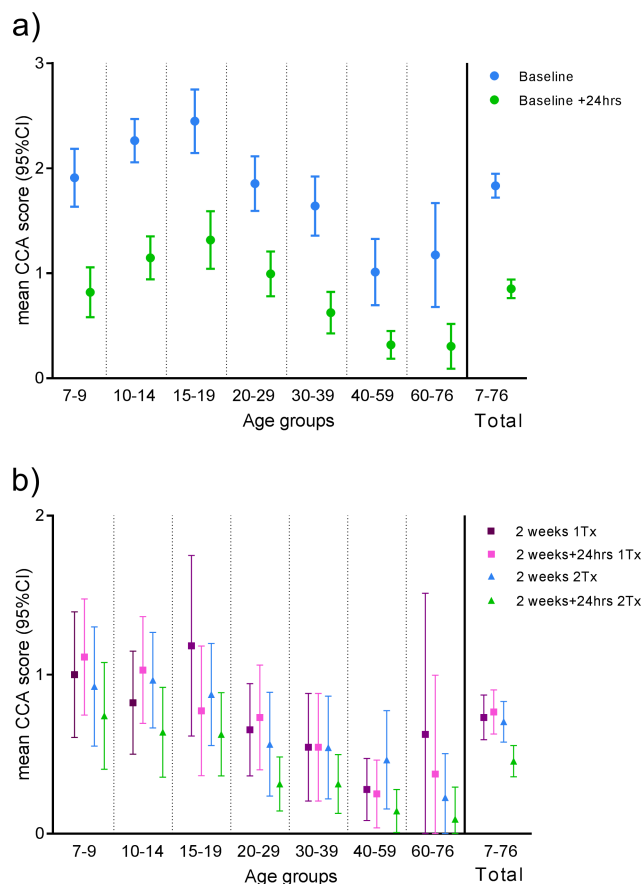 a)
mean CCA score (95%CI)
3
2
1
0
Baseline
Baseline +24hrs
7-9 10-14 15-19 20-29 30-39 40-59 60-76 7-76
Age groups Total
b)
mean CCA score (95%CI)
2
1
0
2 weeks 1Tx
2 weeks+24hrs 1Tx
2 weeks 2Tx
2 weeks+24hrs 2Tx
7-9 10-14 15-19 20-29 30-39 40-59 60-76 7-76
Age groups Total